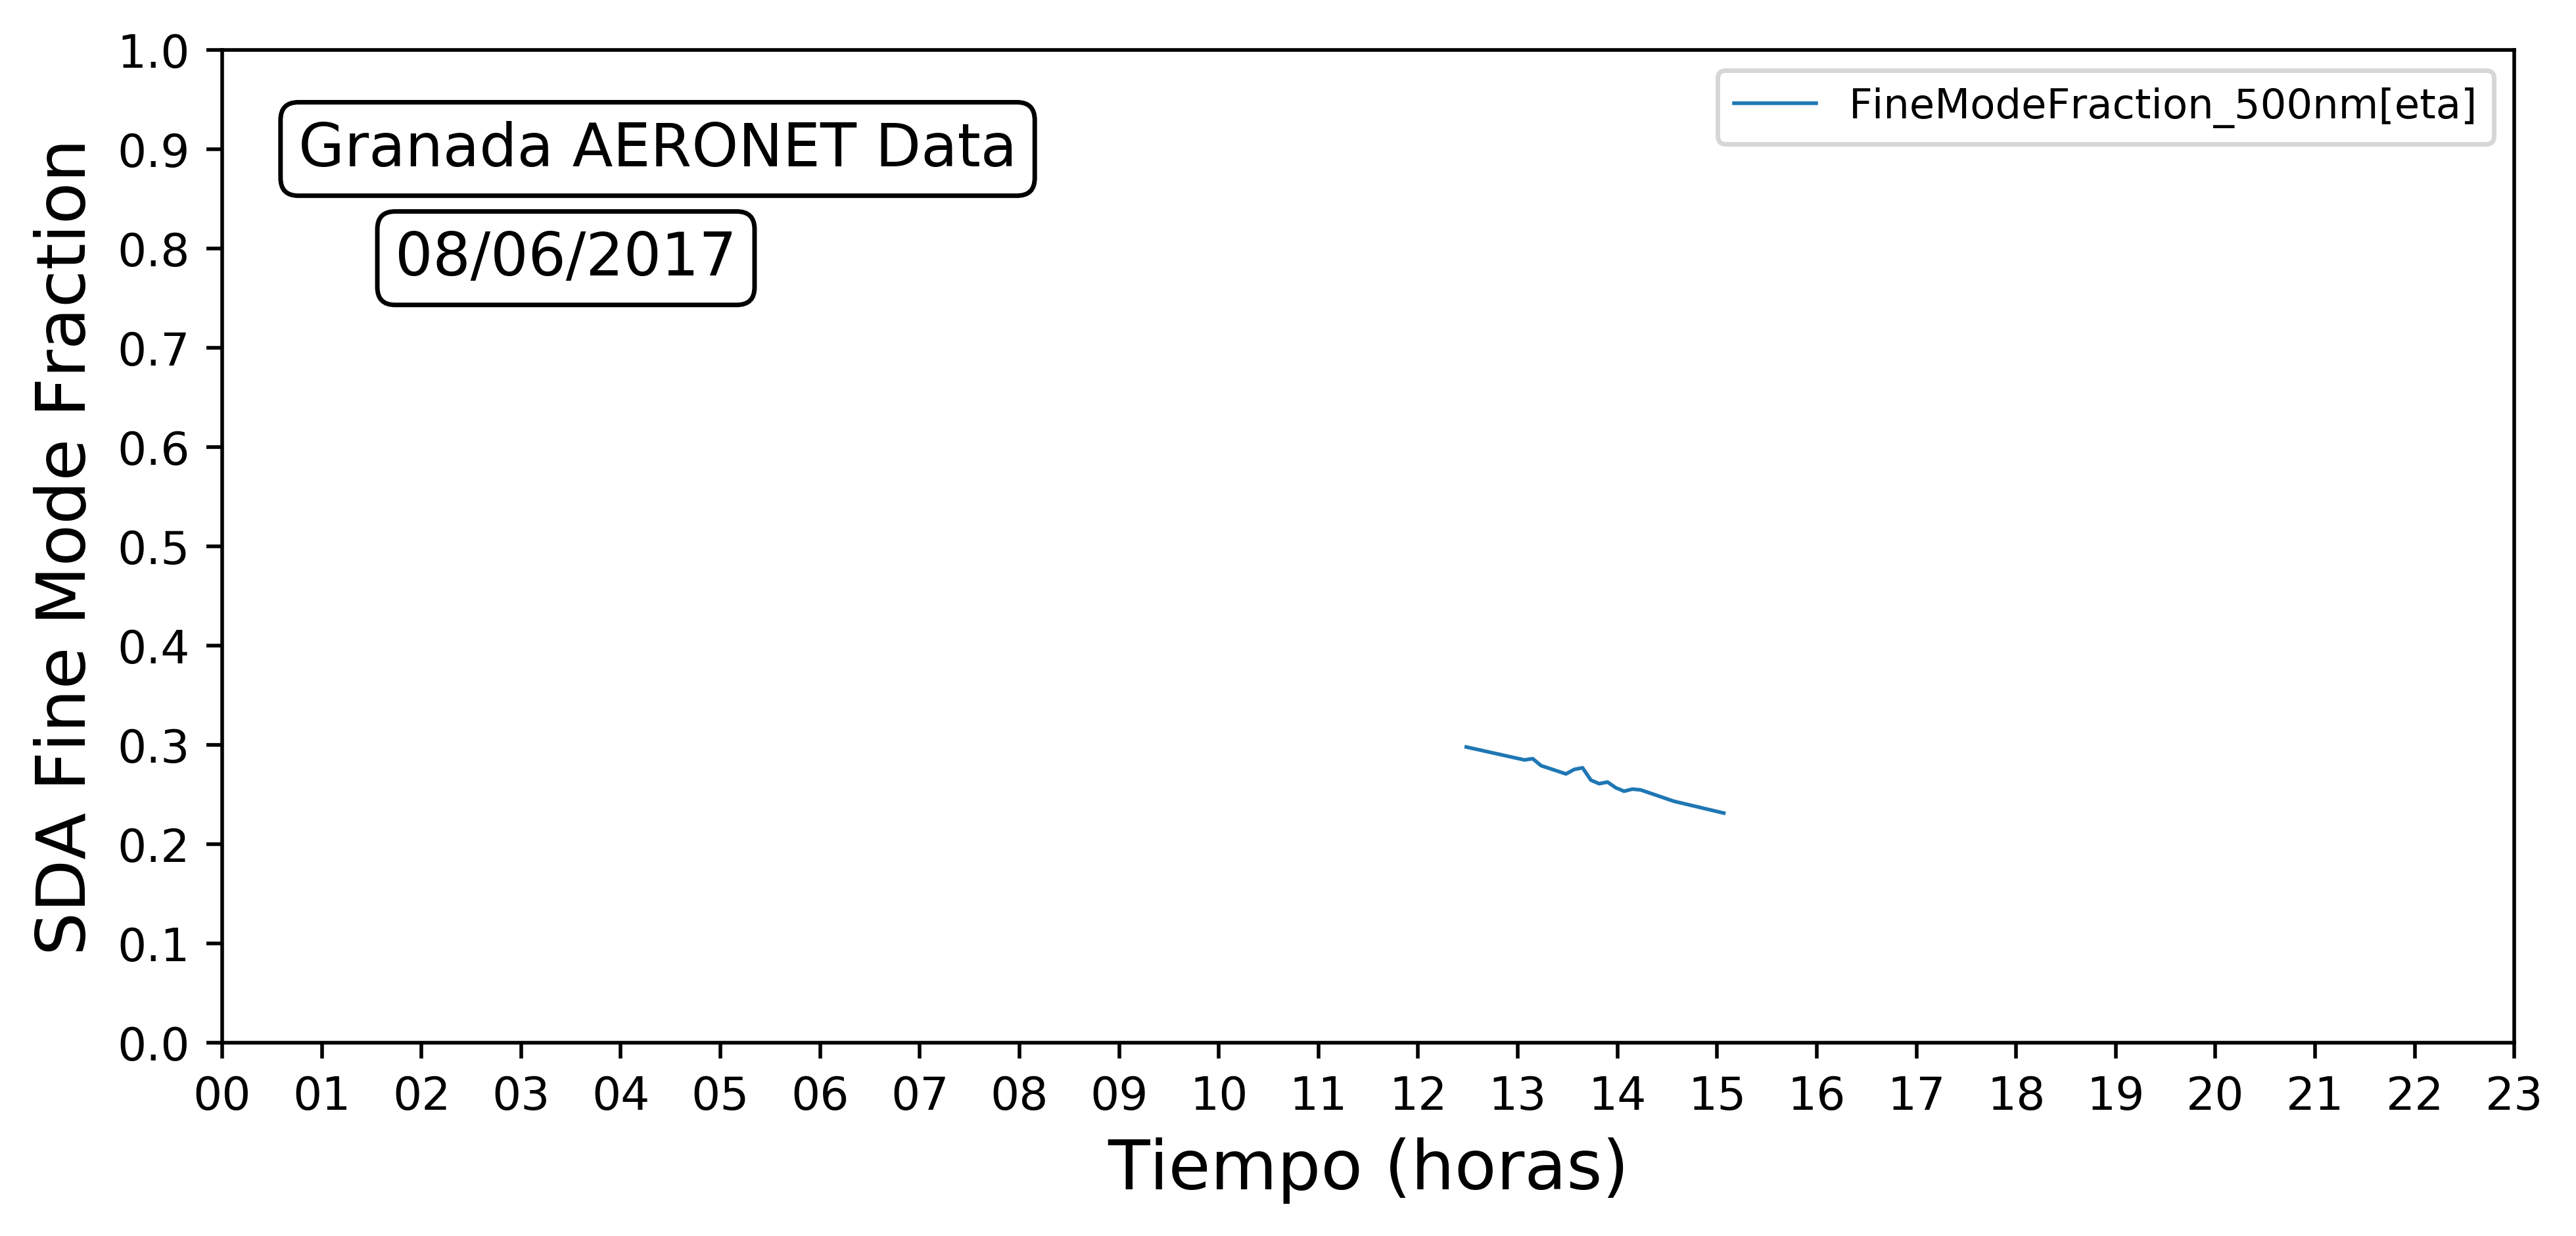 SDA Fine Mode Fraction
1.0
0.9
0.8
0.7
0.6
0.5
0.4
0.3
0.2
0.1
0.0
Granada AERONET Data
08/06/2017
FineModeFraction_500nm[eta]
00 01 02 03 04 05 06 07 08 09 10 11 12 13 14 15 16 17 18 19 20 21 22 23
Tiempo (horas)